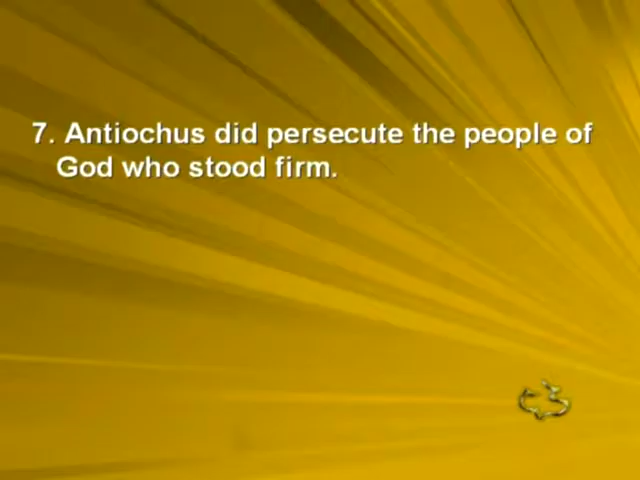 7. Antiochus did persecute the people of
God who stood firm.